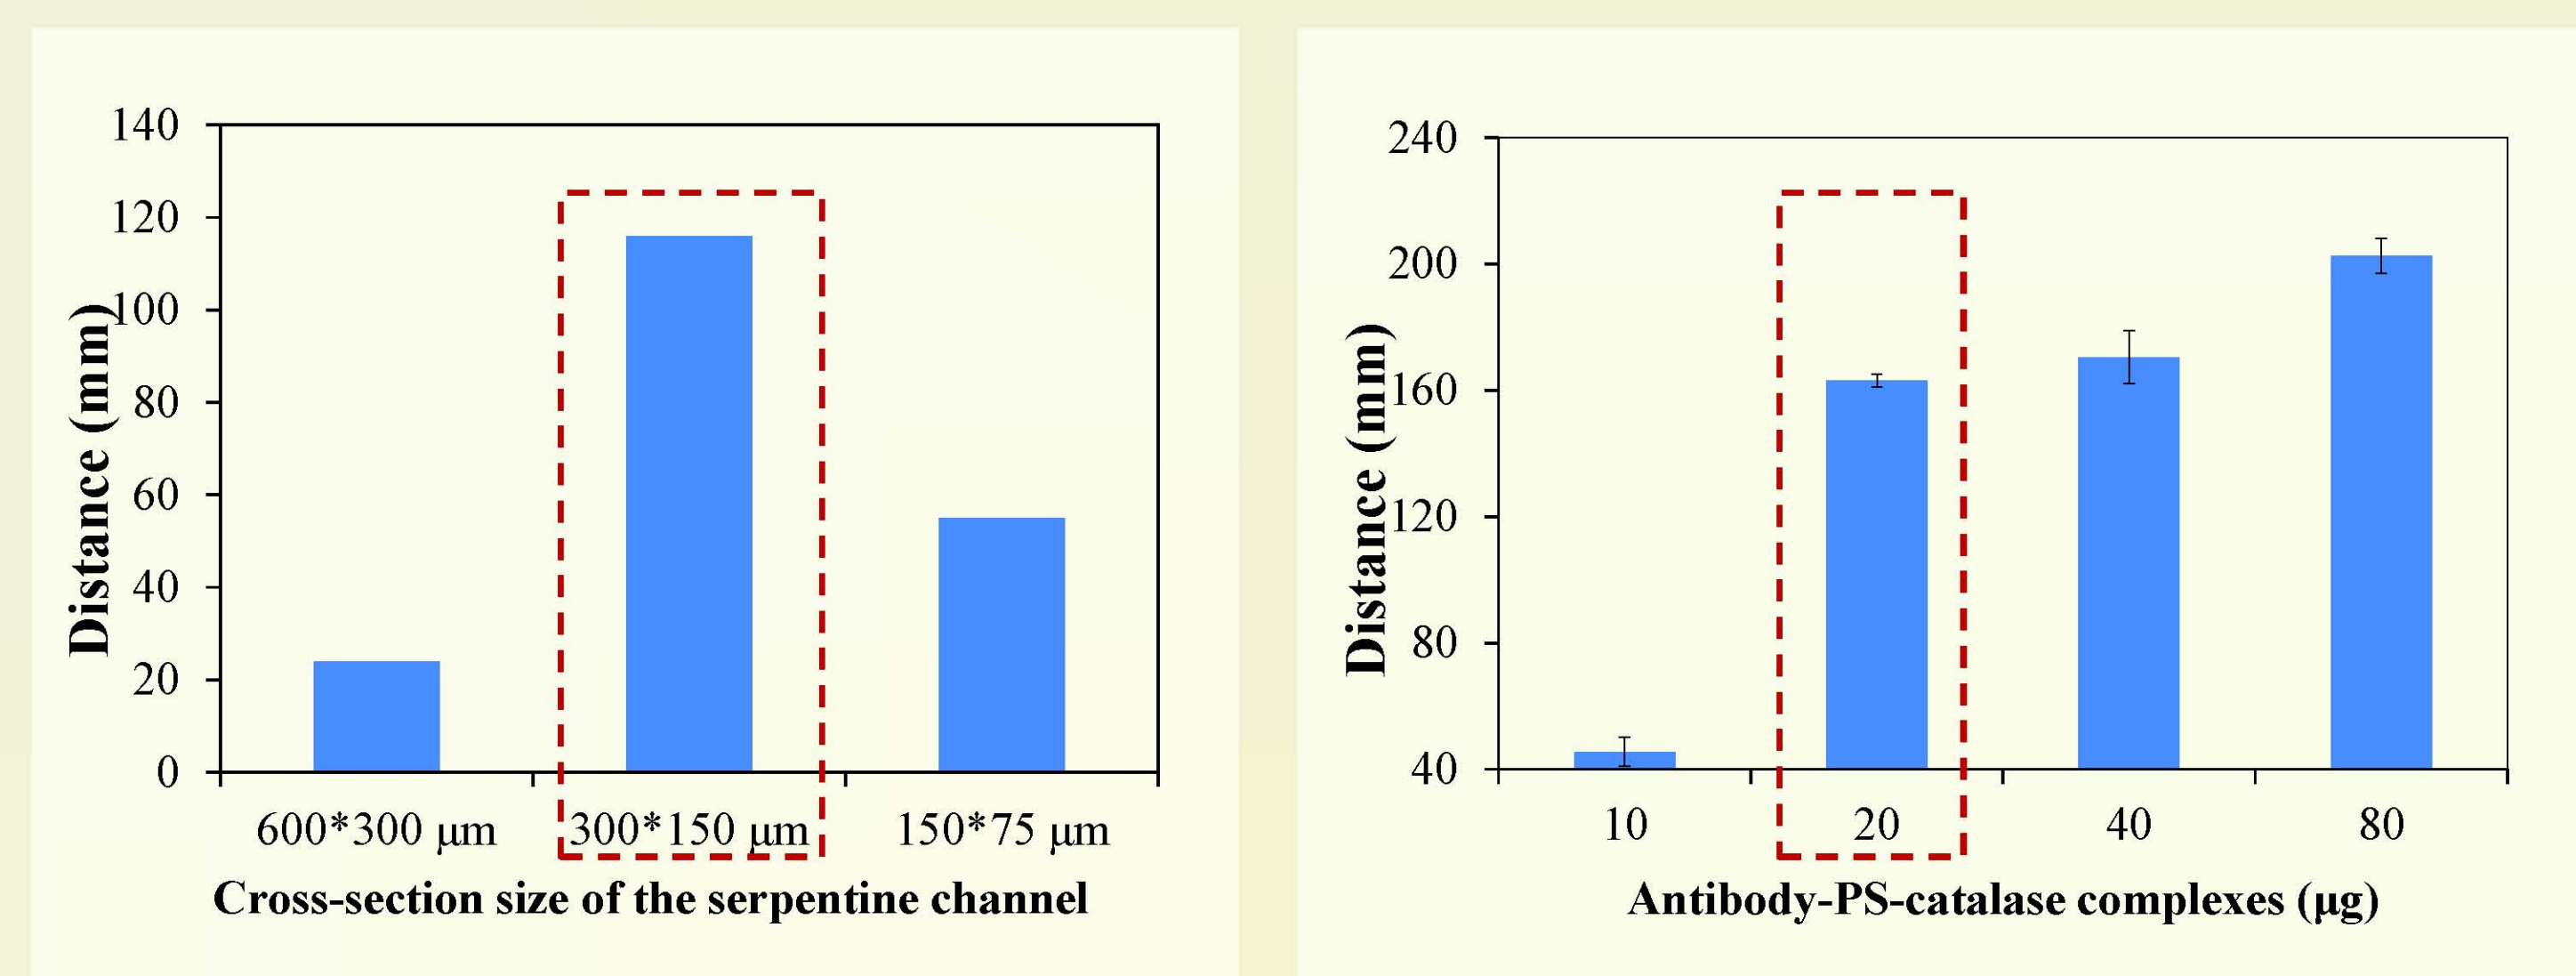 140
120
100
80
60
40
20
0
Distance (mm)
600*300 μm
300*150 μm
150*75 μm
Cross-section size of the serpentine channel
240
200
160
120
80
40
Distance (mm)
10
20
40
80
Antibody-PS-catalase complexes (μg)